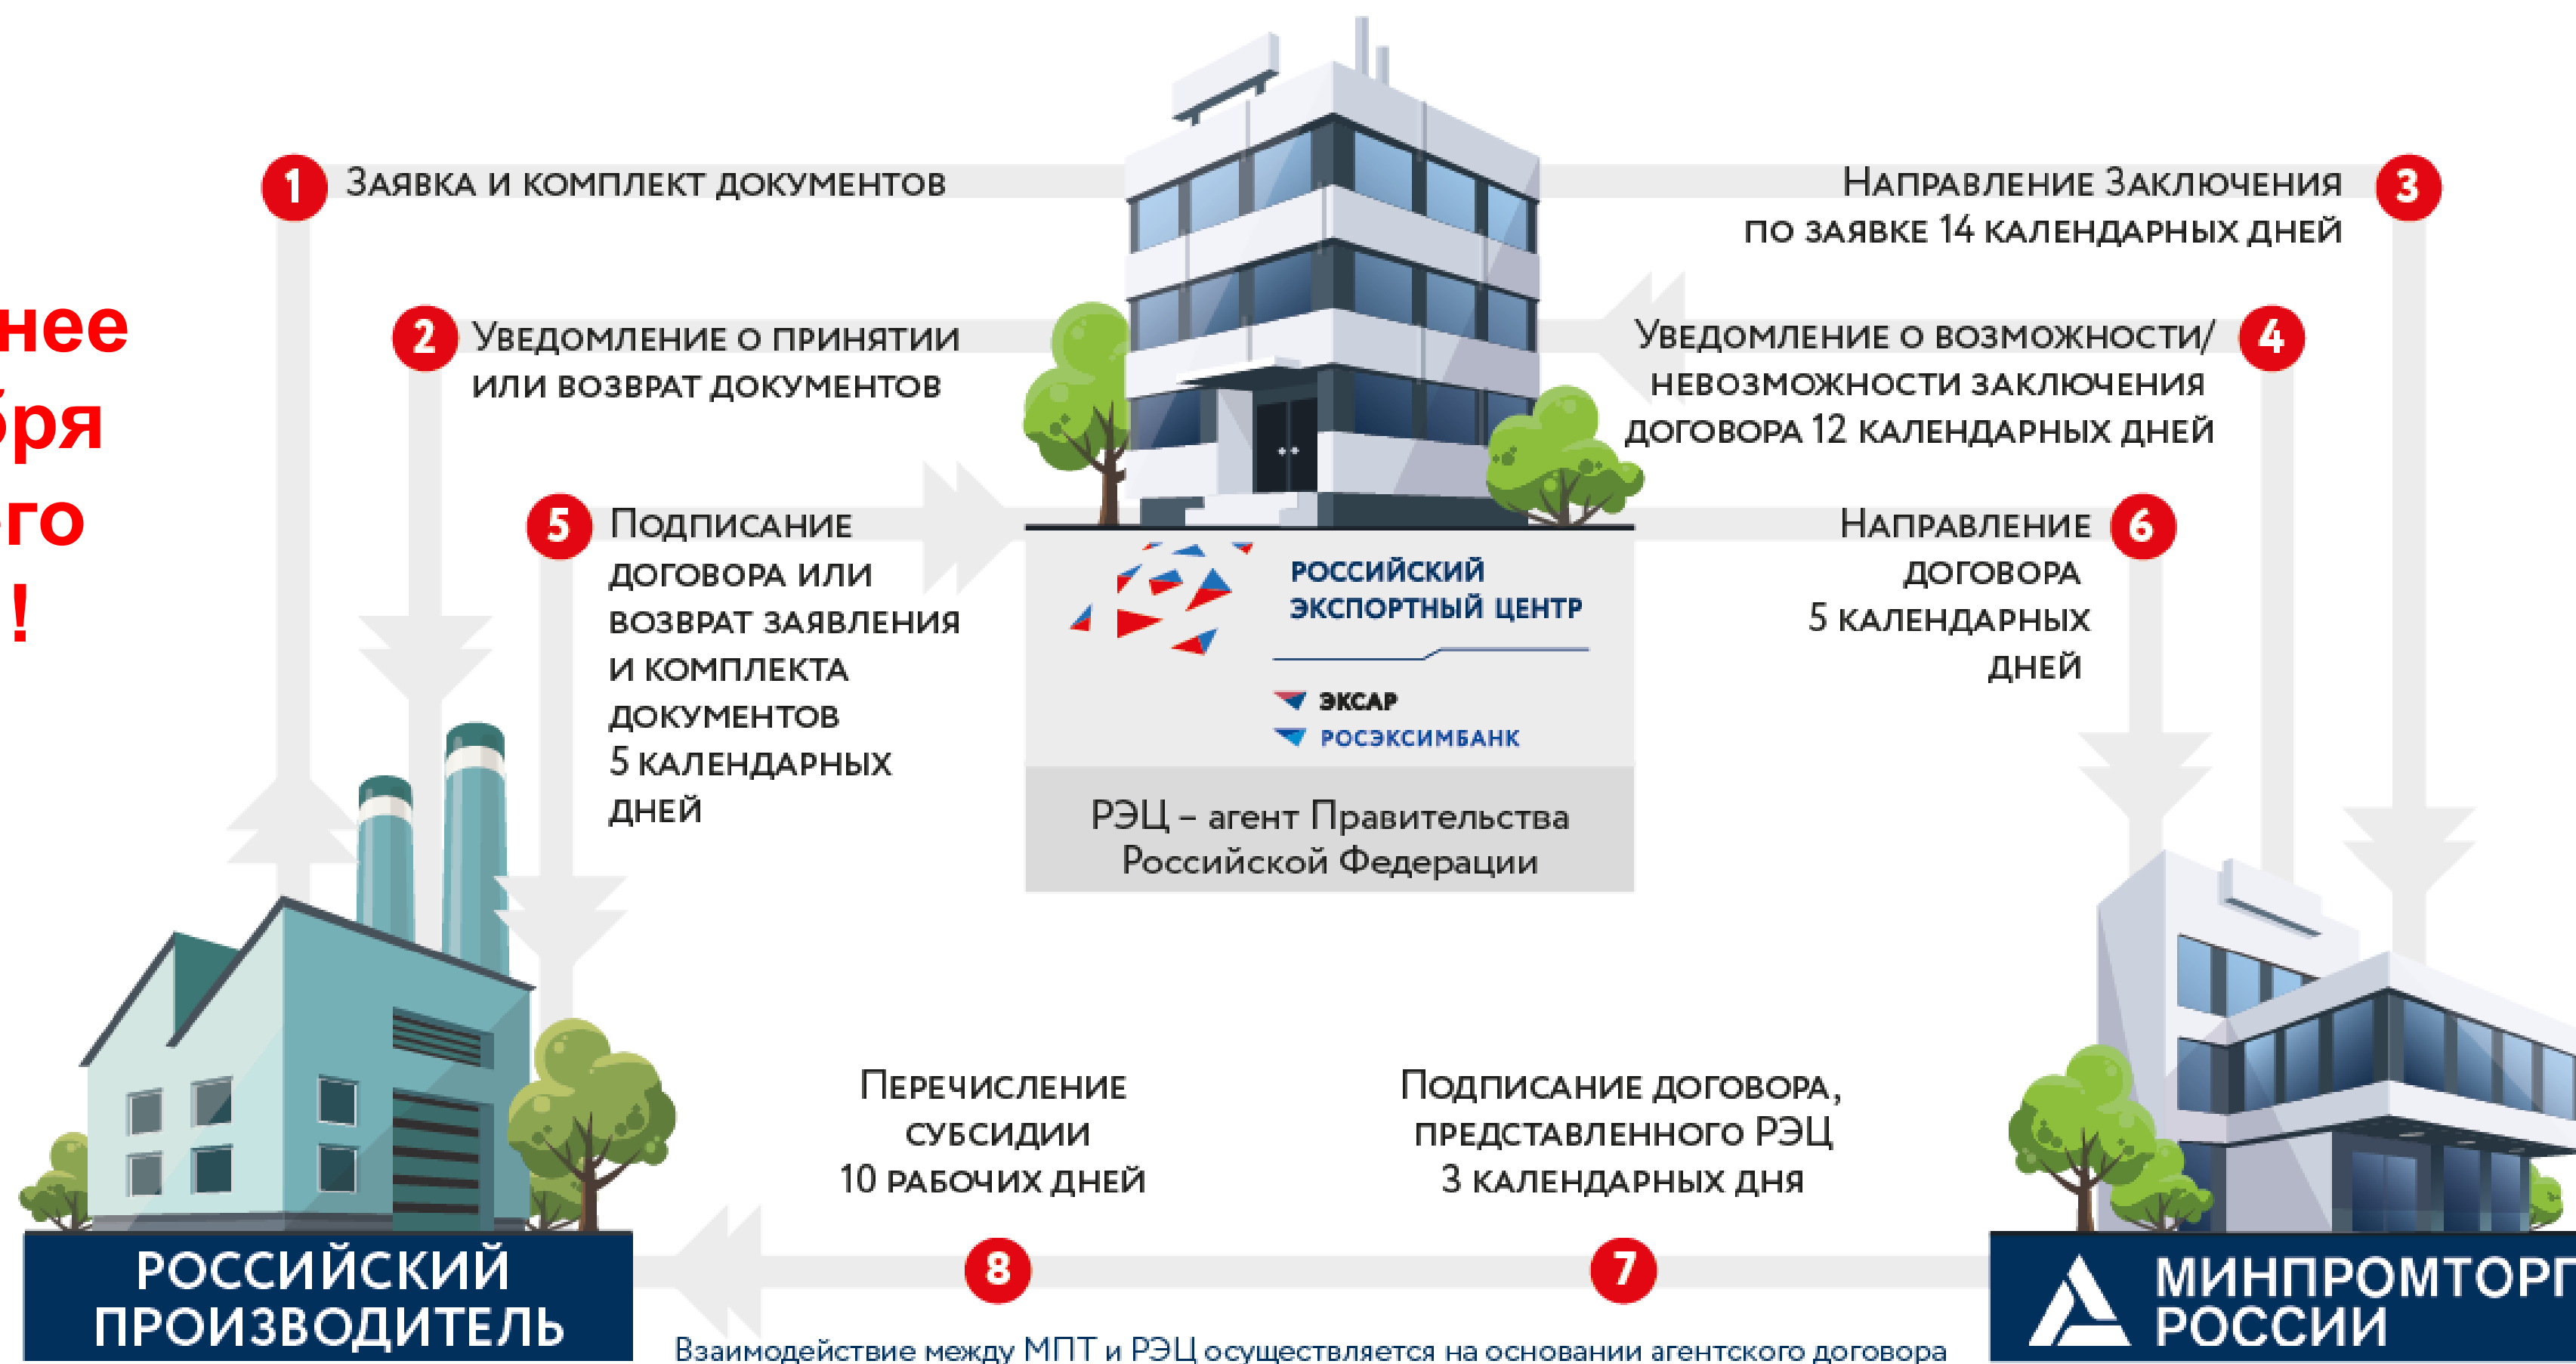 1 Заявка и комплект документов
2 Уведомление о принятии
или возврат документов
Направление Заключения 3
по заявке 14 календарных дней
Уведомление о возможности/ 4
невозможности заключения
договора 12 календарных дней
нее
бря
го
!
5 Подписание
договора или
возврат заявления
и комплекта
документов
5 календарных
дней
РОССИЙСКИЙ
ЭКСПОРТНЫЙ ЦЕНТР
ЭКСАР
РОСЭКСИМБАНК
РЭЦ – агент Правительства
Российской Федерации
Направление 6
договора
5 календарных
дней
Перечисление
субсидии
10 рабочих дней
8
Подписание договора,
представленного РЭЦ
3 календарных дня
7
РОССИЙСКИЙ
ПРОИЗВОДИТЕЛЬ
МИНПРОМТОРГ
РОССИИ
Взаимодействие между МПТ и РЭЦ осуществляется на основании агентского договора